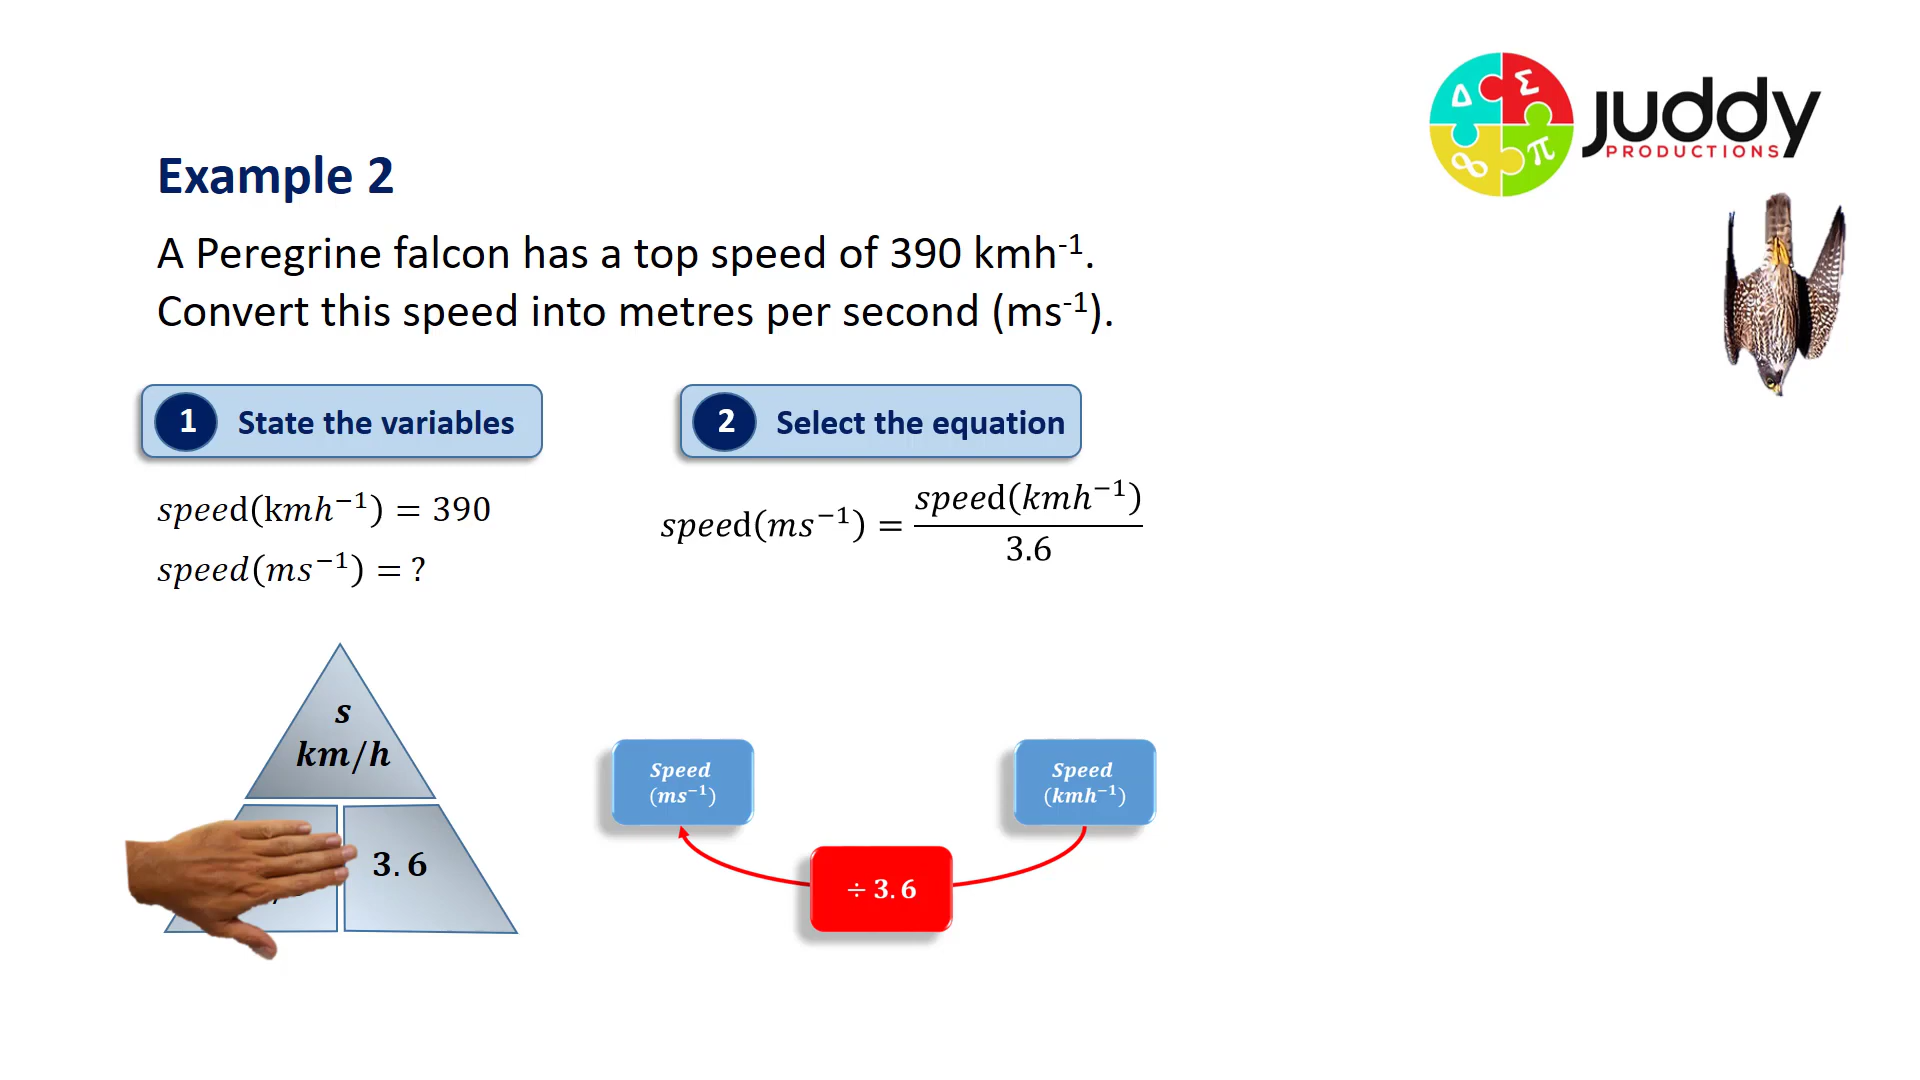 Δ Σ
∞ π
juddy
PRODUCTIONS
Example 2
A Peregrine falcon has a top speed of 390 kmh⁻¹.
Convert this speed into metres per second (ms⁻¹).
1 State the variables
speed(kmh⁻¹) = 390
speed(ms⁻¹) = ?
2 Select the equation
speed(ms⁻¹) = speed(kmh⁻¹)
3.6
s
km/h
3.6
Speed
(ms⁻¹)
Speed
(kmh⁻¹)
÷ 3.6